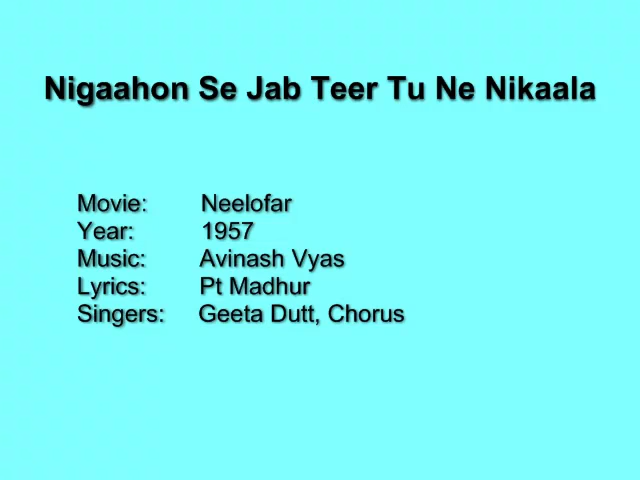 Nigaahon Se Jab Teer Tu Ne Nikaala
Movie: Neelofar
Year: 1957
Music: Avinash Vyas
Lyrics: Pt Madhur
Singers: Geeta Dutt, Chorus